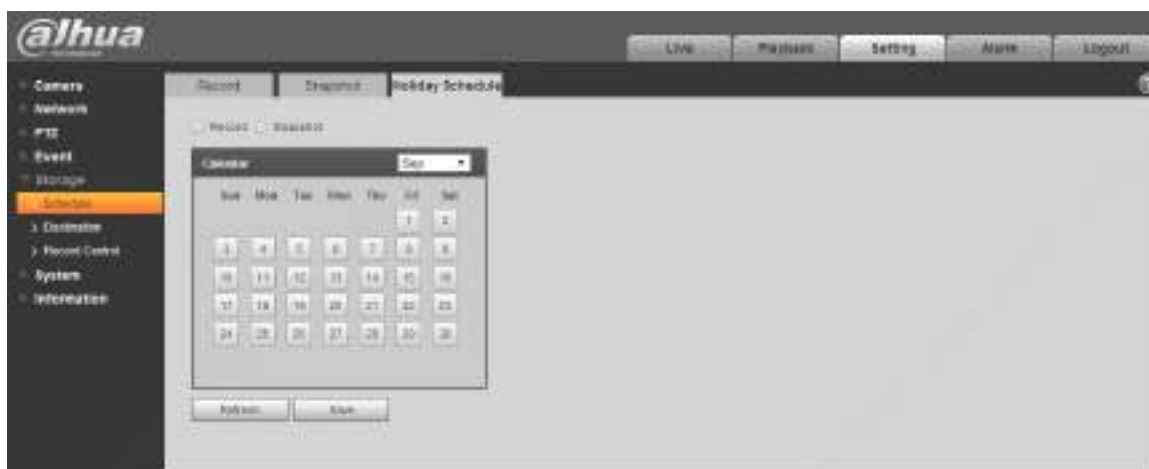 alhua
Live Playback Setting Alarm Logout
Camera
Network
PTZ
Event
Storage
Schedule
Destination
Record Control
System
Information
Record Snapshot Holiday Schedule
Record Snapshot
Calendar Sep
Sun Mon Tue Wed Thu Fri Sat
1 2
3 4 5 6 7 8 9
10 11 12 13 14 15 16
17 18 19 20 21 22 23
24 25 26 27 28 29 30
Refresh Save